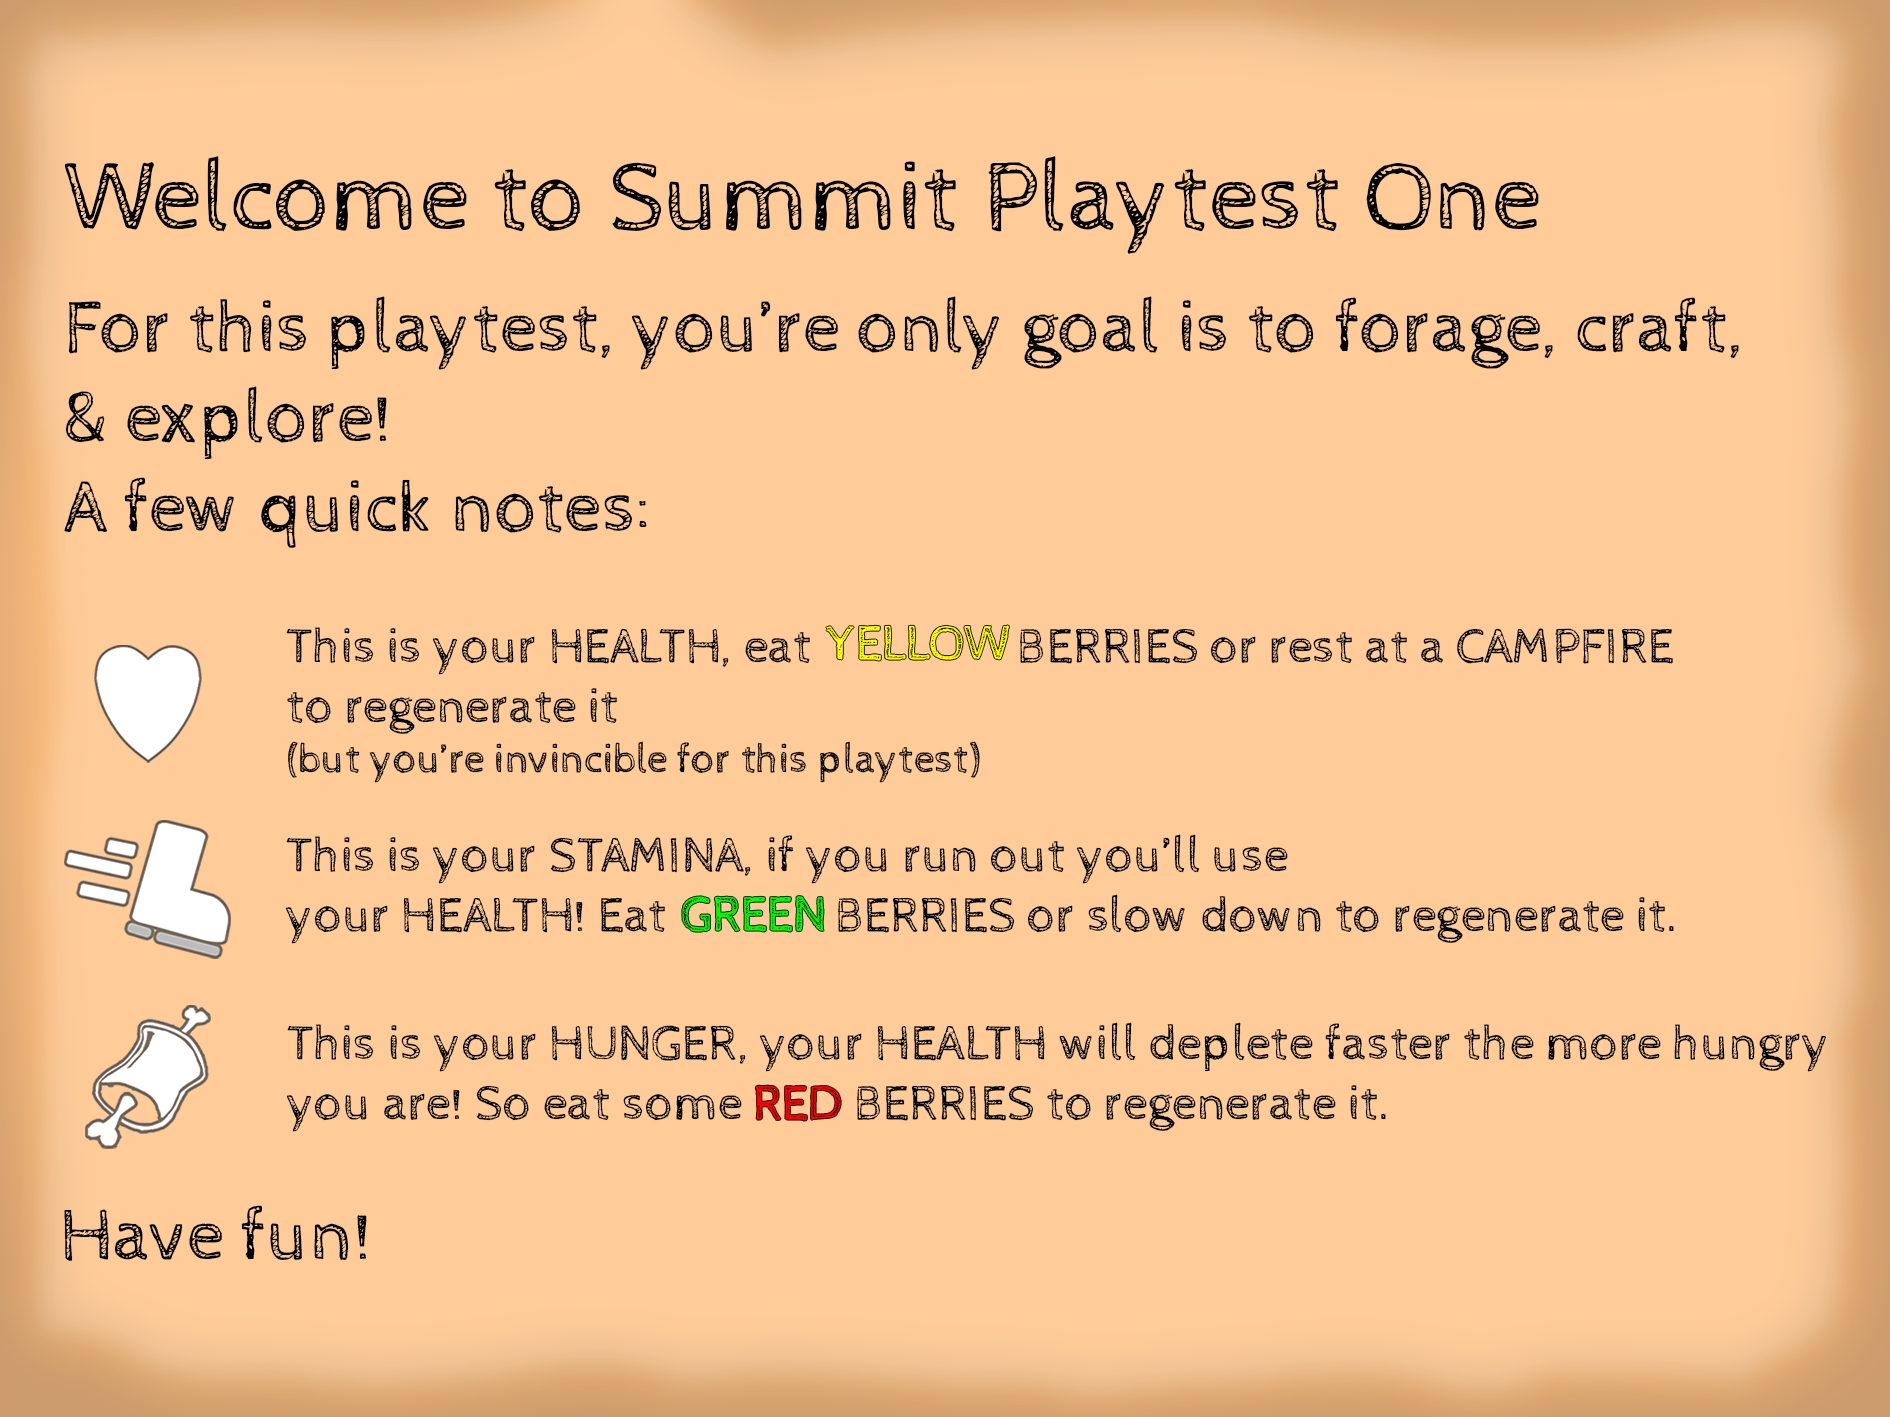 Welcome to Summit Playtest One
For this playtest, you're only goal is to forage, craft,
& explore!
A few quick notes:
This is your HEALTH, eat YELLOW BERRIES or rest at a CAMPFIRE
to regenerate it
(but you're invincible for this playtest)
This is your STAMINA, if you run out you'll use
your HEALTH! Eat GREEN BERRIES or slow down to regenerate it.
This is your HUNGER, your HEALTH will deplete faster the more hungry
you are! So eat some RED BERRIES to regenerate it.
Have fun!